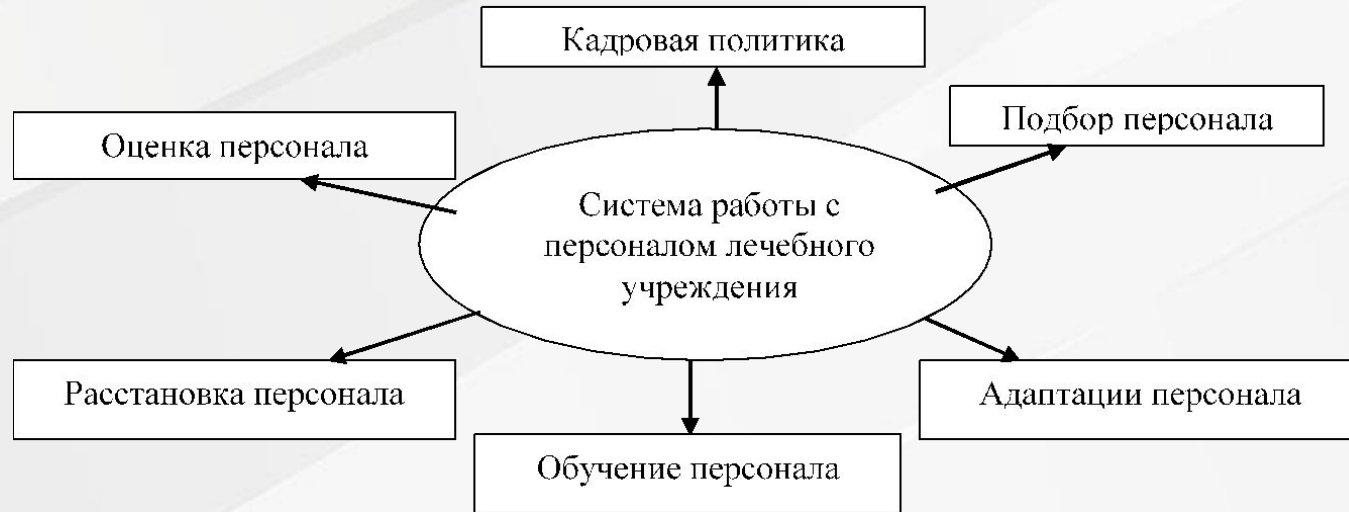 Кадровая политика
Подбор персонала
Оценка персонала
Система работы с
персоналом лечебного
учреждения
Расстановка персонала
Адаптации персонала
Обучение персонала